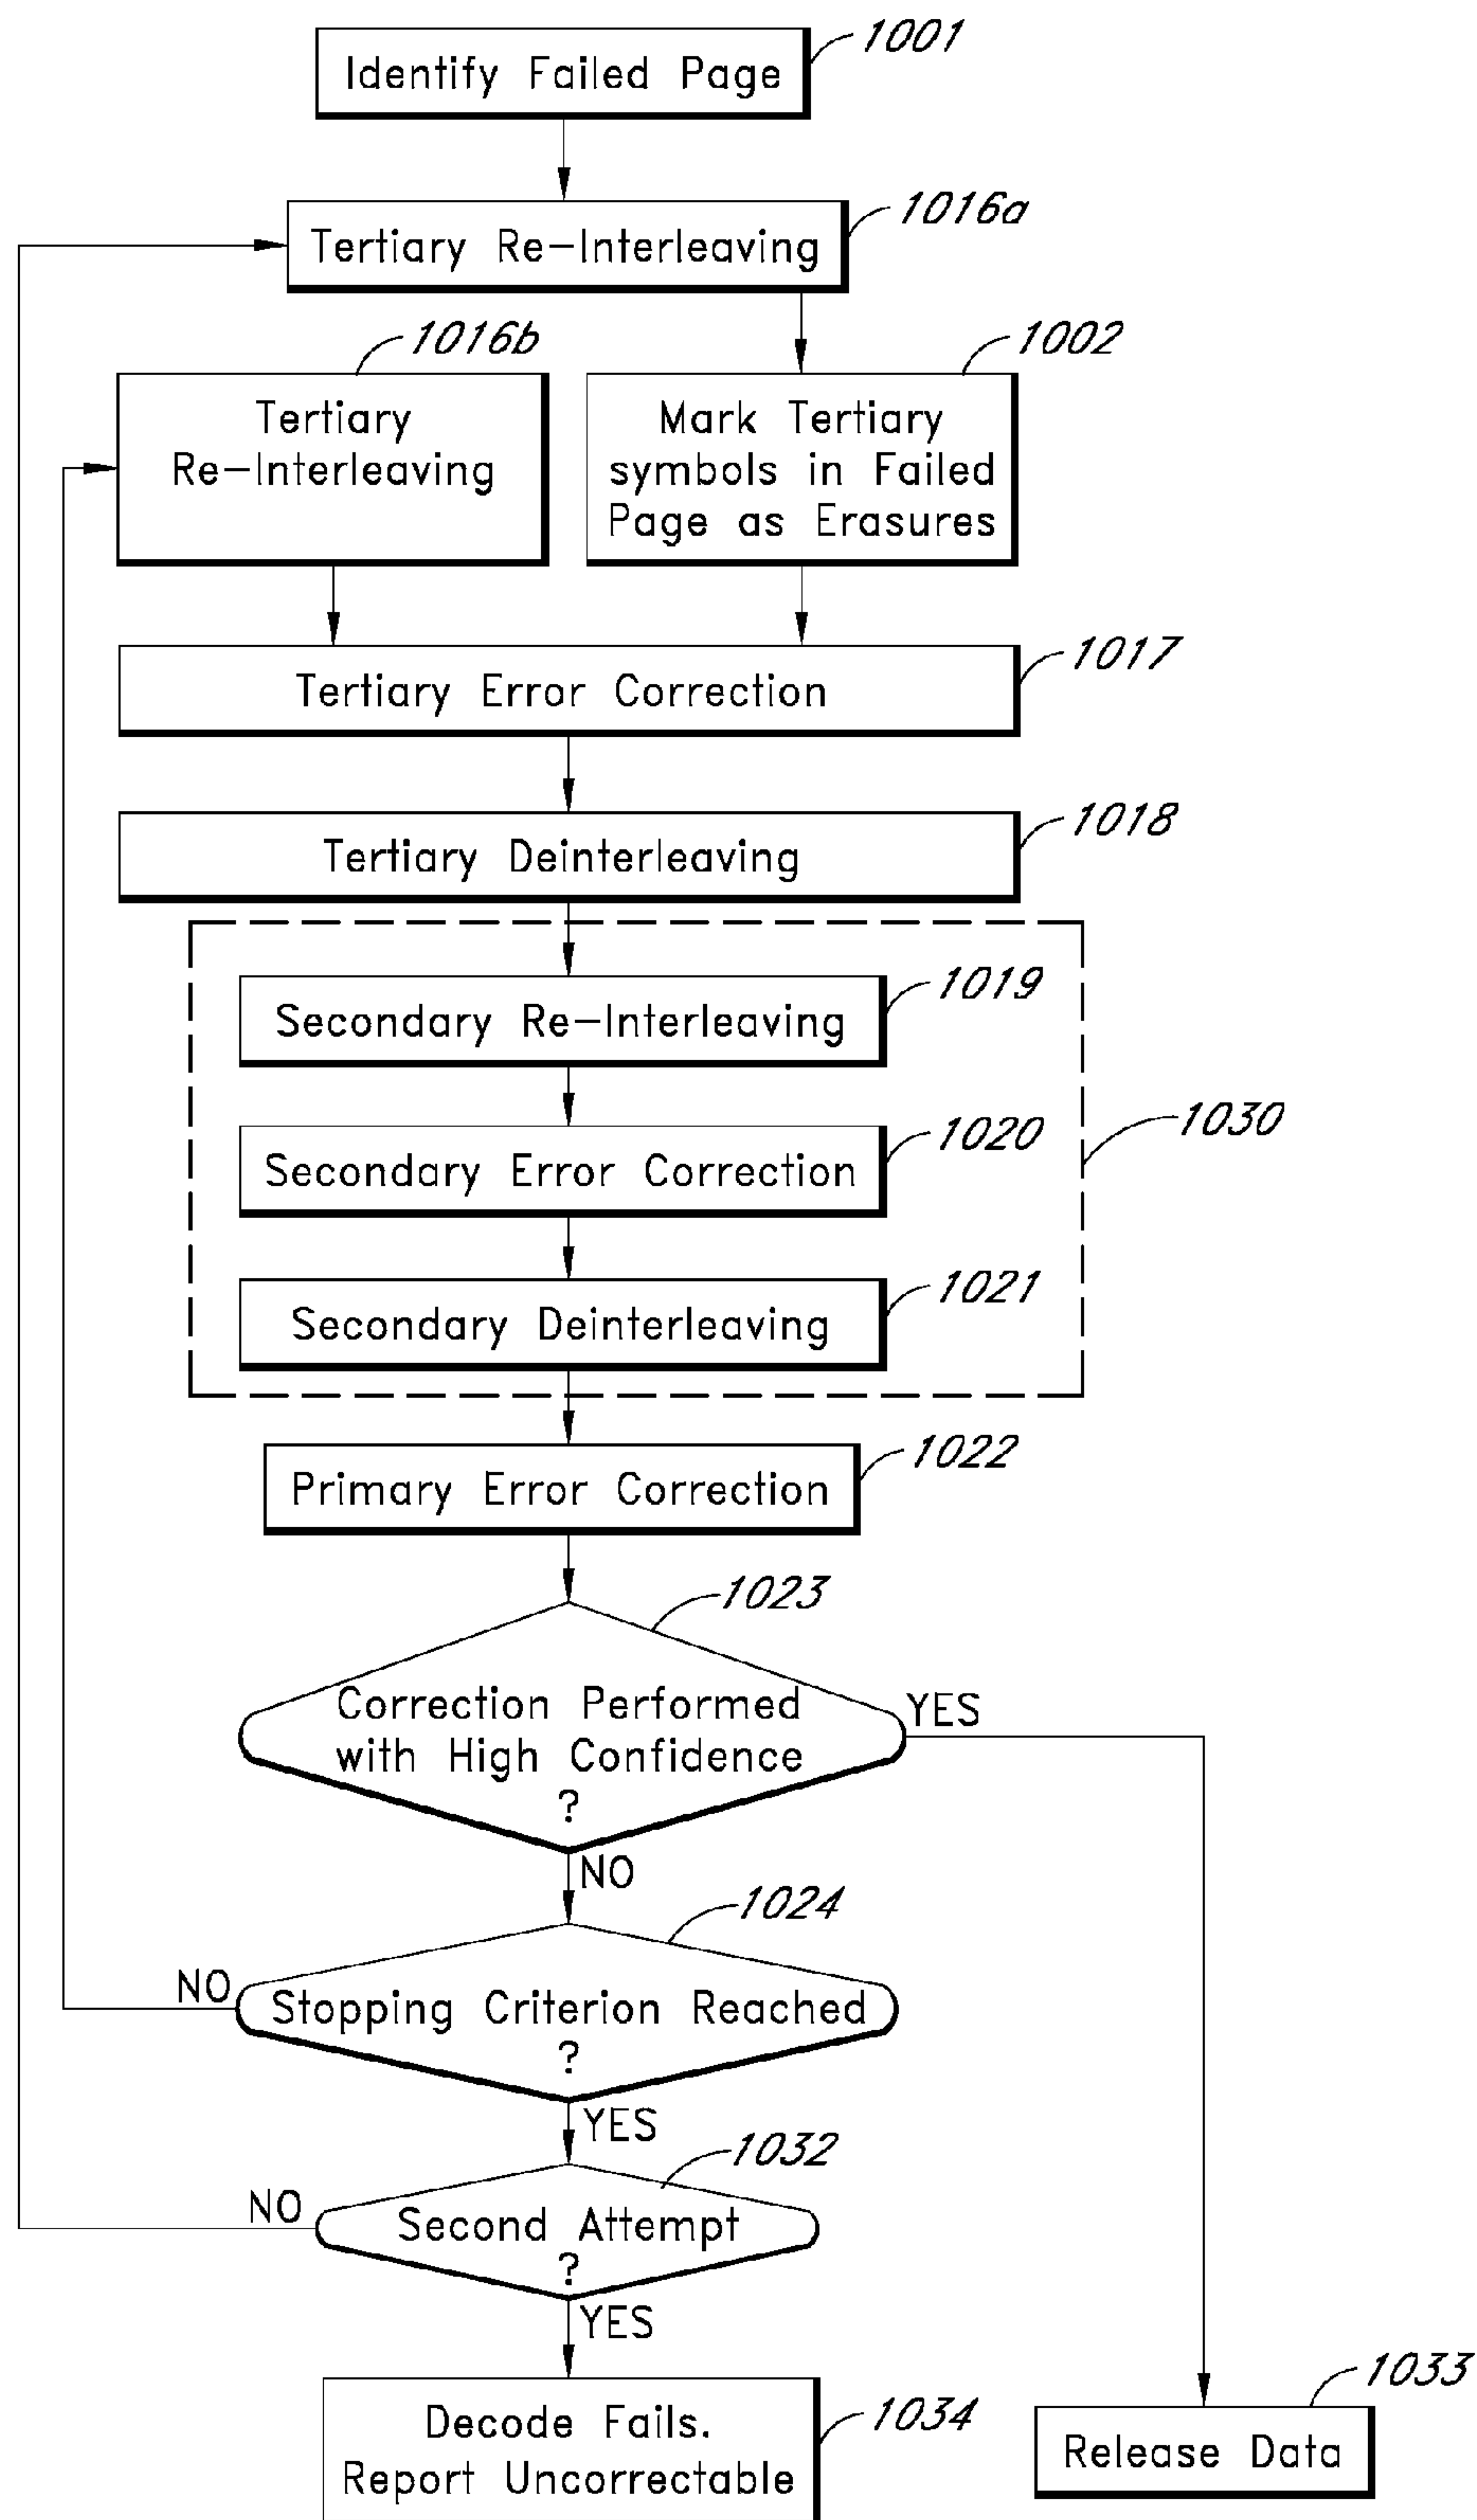 1001
Identify Failed Page
1016a
Tertiary Re-Interleaving
1016b
1002
Tertiary
Re-Interleaving
Mark Tertiary
symbols in Failed
Page as Erasures
1017
Tertiary Error Correction
1018
Tertiary Deinterleaving
1019
Secondary Re-Interleaving
1030
1020
Secondary Error Correction
1021
Secondary Deinterleaving
1022
Primary Error Correction
1023
Correction Performed
with High Confidence
?
YES
NO
1024
NO
Stopping Criterion Reached
?
YES
1032
NO
Second Attempt
?
YES
1033
1034
Decode Fails.
Report Uncorrectable
Release Data